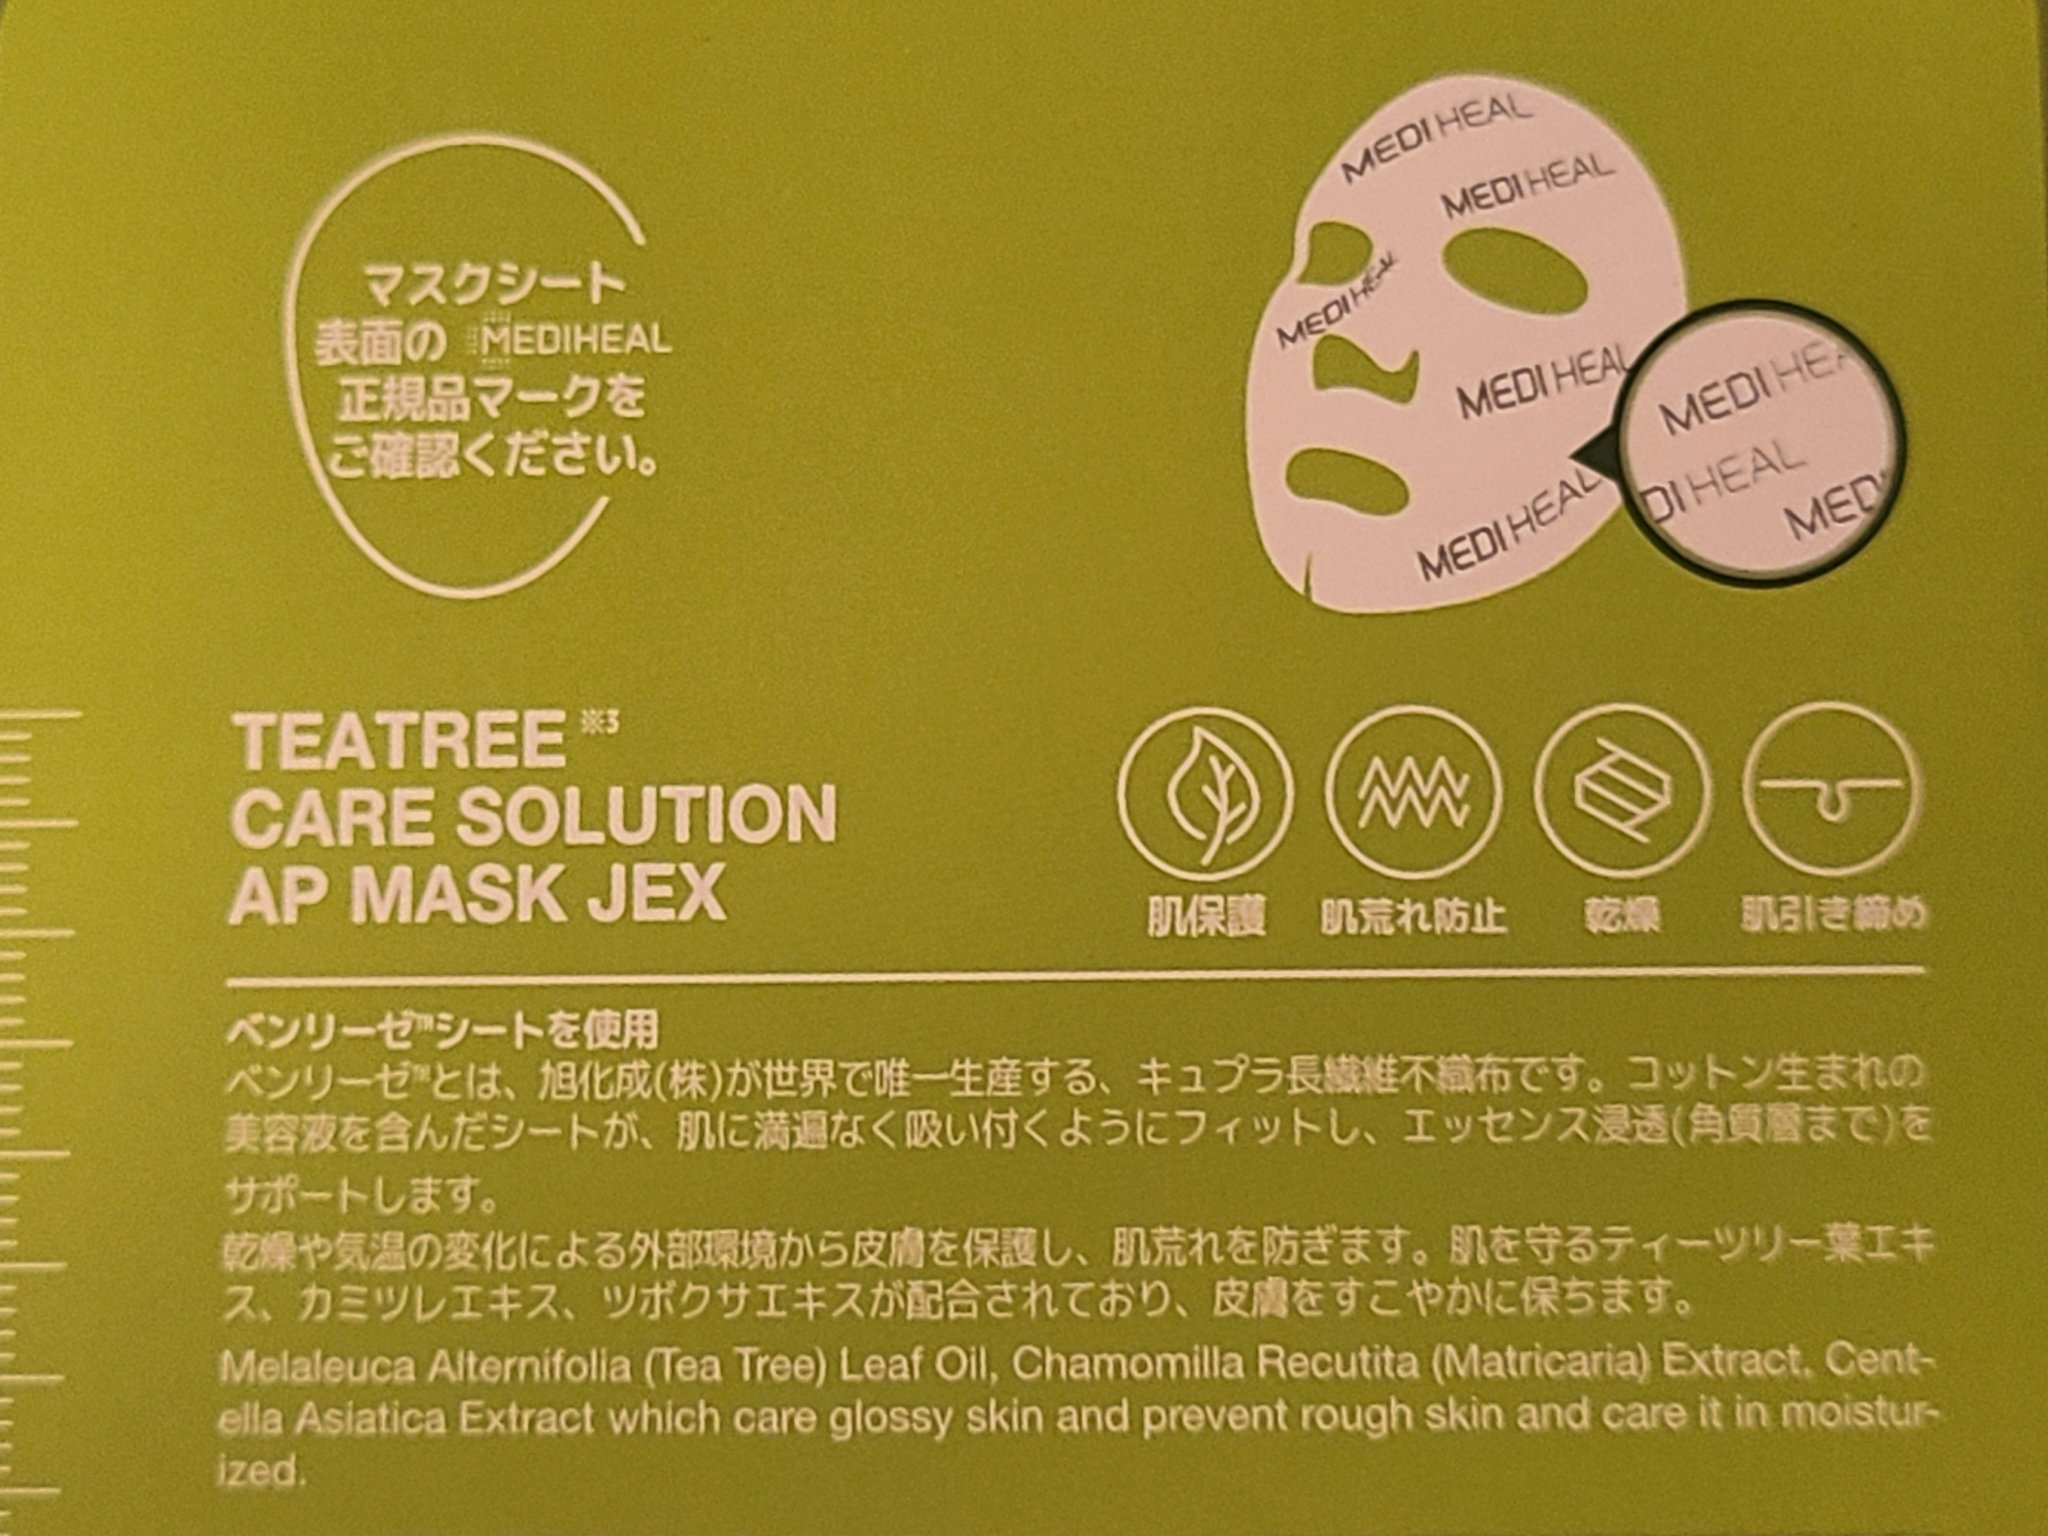 マスクシート
表面の MEDIHEAL
正規品マークを
ご確認ください。
MEDIHEAL
MEDIHEAL
MEDIHEAL
MEDIHEAL
MEDIHEAL
MEDIHEA
DIHEAL
MEDI
TEATREE ※3
CARE SOLUTION
AP MASK JEX
肌保護 肌荒れ防止 乾燥 肌引き締め
ベンリーゼ™シートを使用
ベンリーゼ™とは、旭化成(株)が世界で唯一生産する、キュプラ長繊維不織布です。コットン生まれの
美容液を含んだシートが、肌に満遍なく吸い付くようにフィットし、エッセンス浸透(角質層まで)を
サポートします。
乾燥や気温の変化による外部環境から皮膚を保護し、肌荒れを防ぎます。肌を守るティーツリー葉エキ
ス、カミツレエキス、ツボクサエキスが配合されており、皮膚をすこやかに保ちます。
Melaleuca Alternifolia (Tea Tree) Leaf Oil, Chamomilla Recutita (Matricaria) Extract, Cent-
ella Asiatica Extract which care glossy skin and prevent rough skin and care it in moistur-
ized.